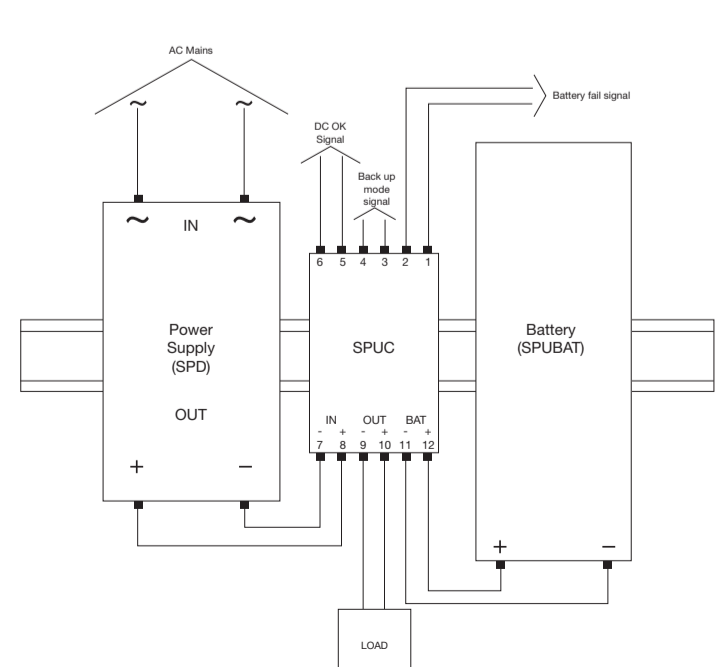 AC Mains
~ ~
Battery fail signal
DC OK
Signal
Back up
mode
signal
~ IN ~
6 5 4 3 2 1
Power
Supply
(SPD)
SPUC
Battery
(SPUBAT)
OUT
IN OUT BAT
- + - + - +
7 8 9 10 11 12
+ −
+ −
LOAD